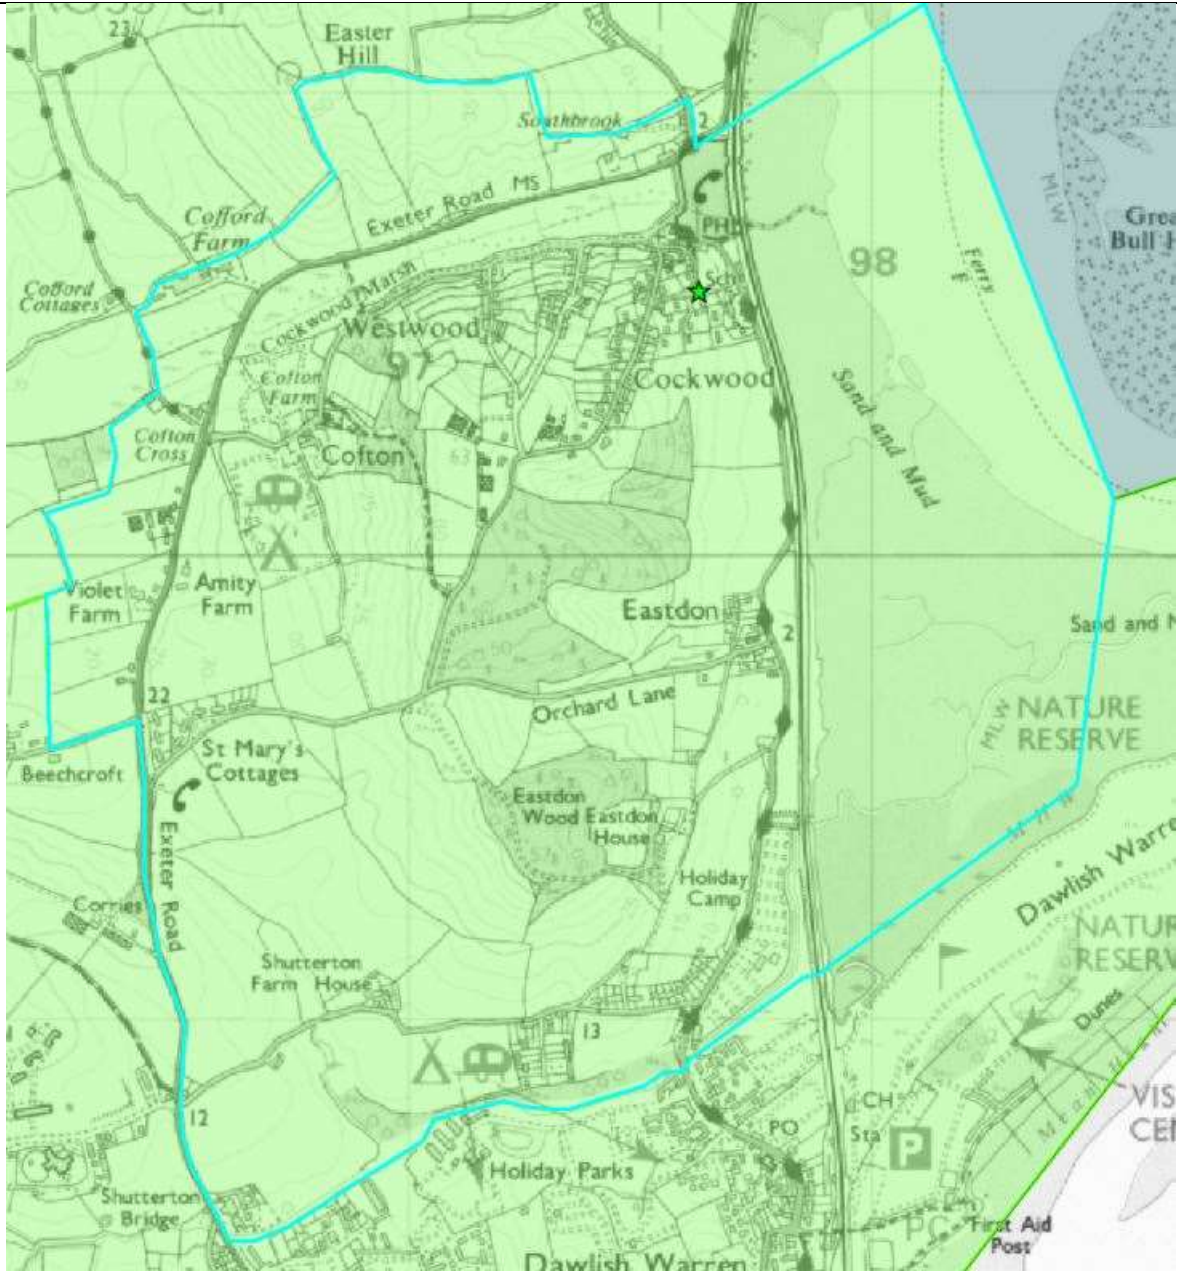 23
Easter
Hill
Southbrook
2
Exeter Road MS
PH
Cofford
Farm
98
Ferry
F
MLW
Cofford
Cottages
Cockwood Marsh
Westwood
97
Cofton
Farm
Cockwood
Sand and Mud
Cofton
Cross
Cofton
63
Violet
Farm
Amity
Farm
Eastdon
2
Sand and
22
Orchard Lane
MLW
NATURE
RESERVE
St Mary's
Cottages
Beechcroft
Eastdon
Wood
Eastdon
House
Exeter Road
Holiday
Camp
Corries
Dawlish Warre
NATUR
RESERV
Shutterton
Farm House
13
Dunes
12
CH
Sta
P
PO
VIS
CEN
Holiday Parks
Shutterton
Bridge
PC
First Aid
Post
Dawlish Warren